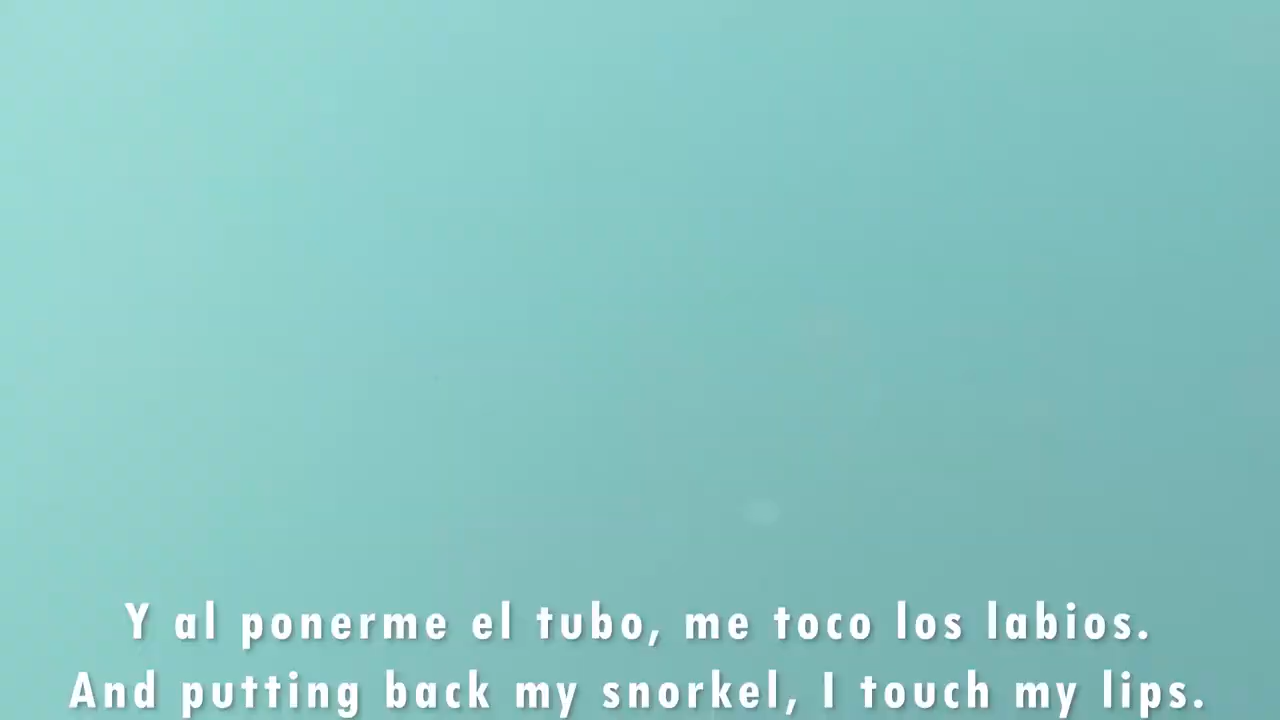 Y al ponerme el tubo, me toco los labios.
And putting back my snorkel, I touch my lips.